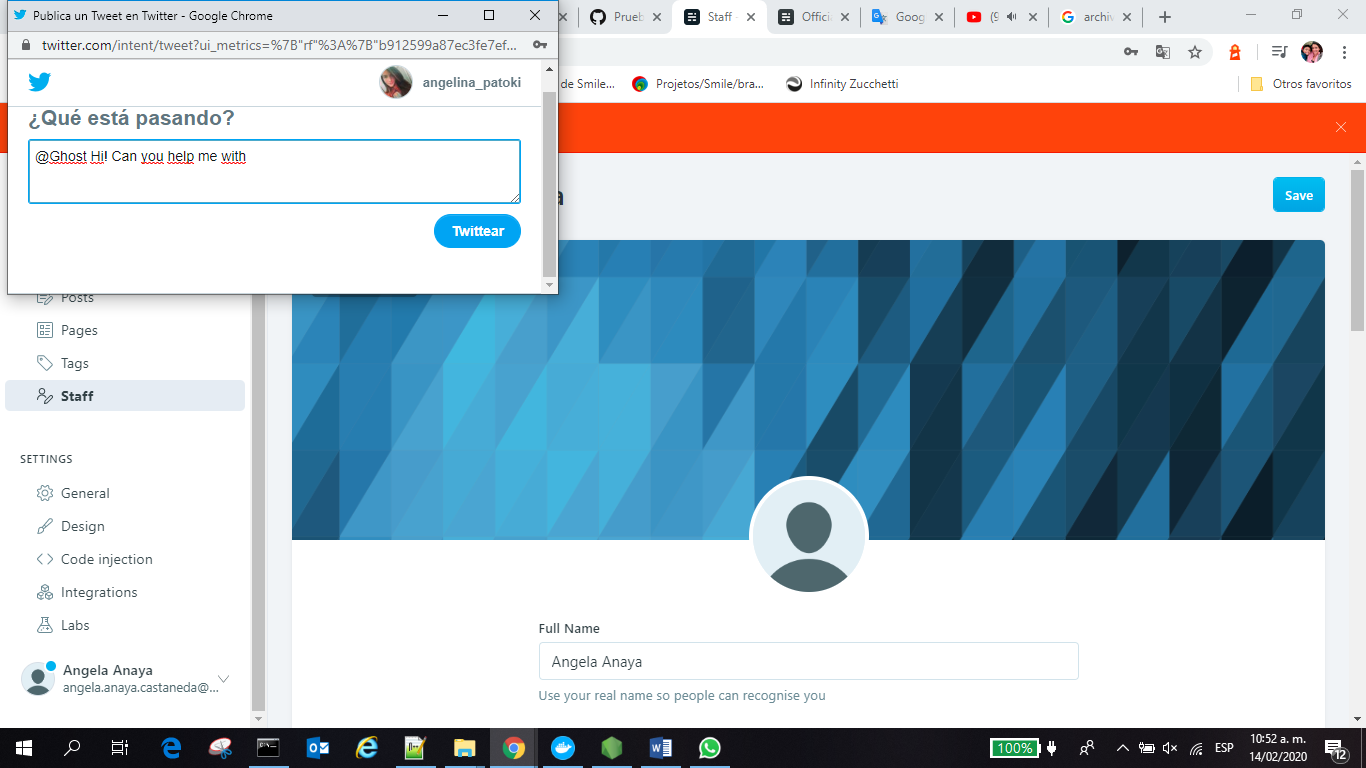 Publica un Tweet en Twitter - Google Chrome
twitter.com/intent/tweet?ui_metrics=%7B"rf"%3A%7B"b912599a87ec3fe7ef...
angelina_patoki
¿Qué está pasando?
@Ghost Hi! Can you help me with
Twittear
Prueb
Staff -
Offici
Goog
(9
archiv
de Smile...
Projetos/Smile/bra...
Infinity Zucchetti
Otros favoritos
a
Save
Posts
Pages
Tags
Staff
SETTINGS
General
Design
Code injection
Integrations
Labs
Angela Anaya
angela.anaya.castaneda@...
Full Name
Angela Anaya
Use your real name so people can recognise you
100%
ESP
10:52 a. m.
14/02/2020
12